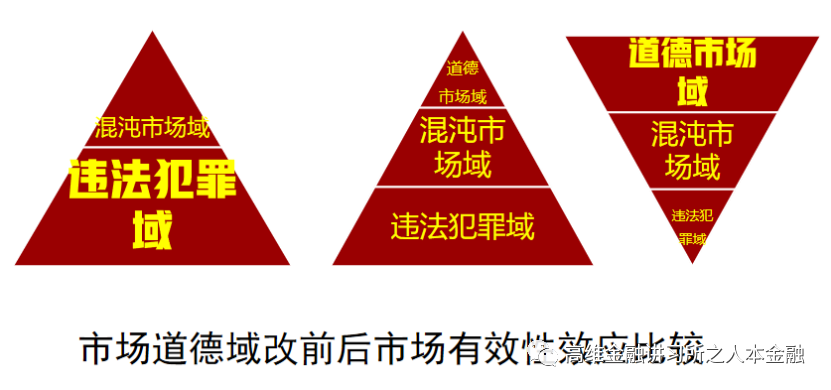 混沌市场域
违法犯罪
域
道德
市场域
混沌市
场域
违法犯罪域
道德市场
域
混沌市
场域
违法犯
罪域
市场道德域改前后市场有效性效应比较
高维金融讲习所之人本金融